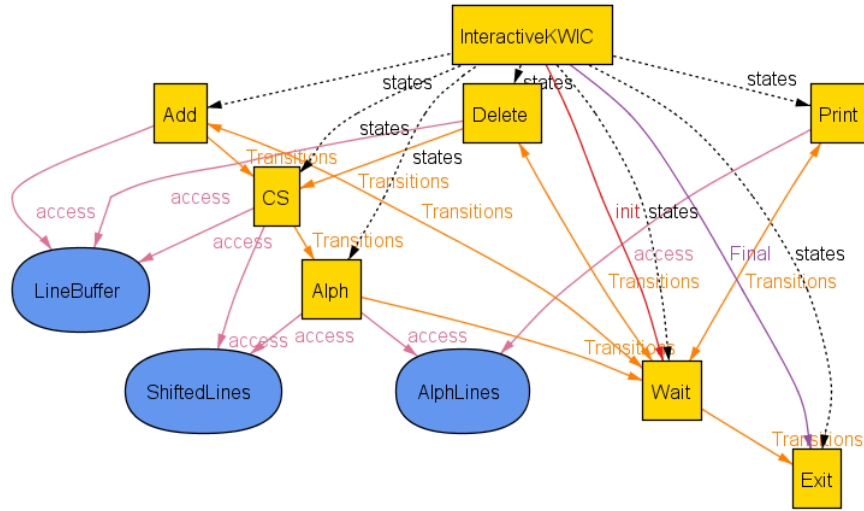 InteractiveKWIC
states
states
states
Add
Delete
Print
states
Transitions
states
Transitions
access
access
CS
Transitions
init
states
access
Transitions
access
Final
states
LineBuffer
Alph
Transitions
Transitions
access
access
access
Transitions
ShiftedLines
AlphLines
Wait
Transitions
Exit